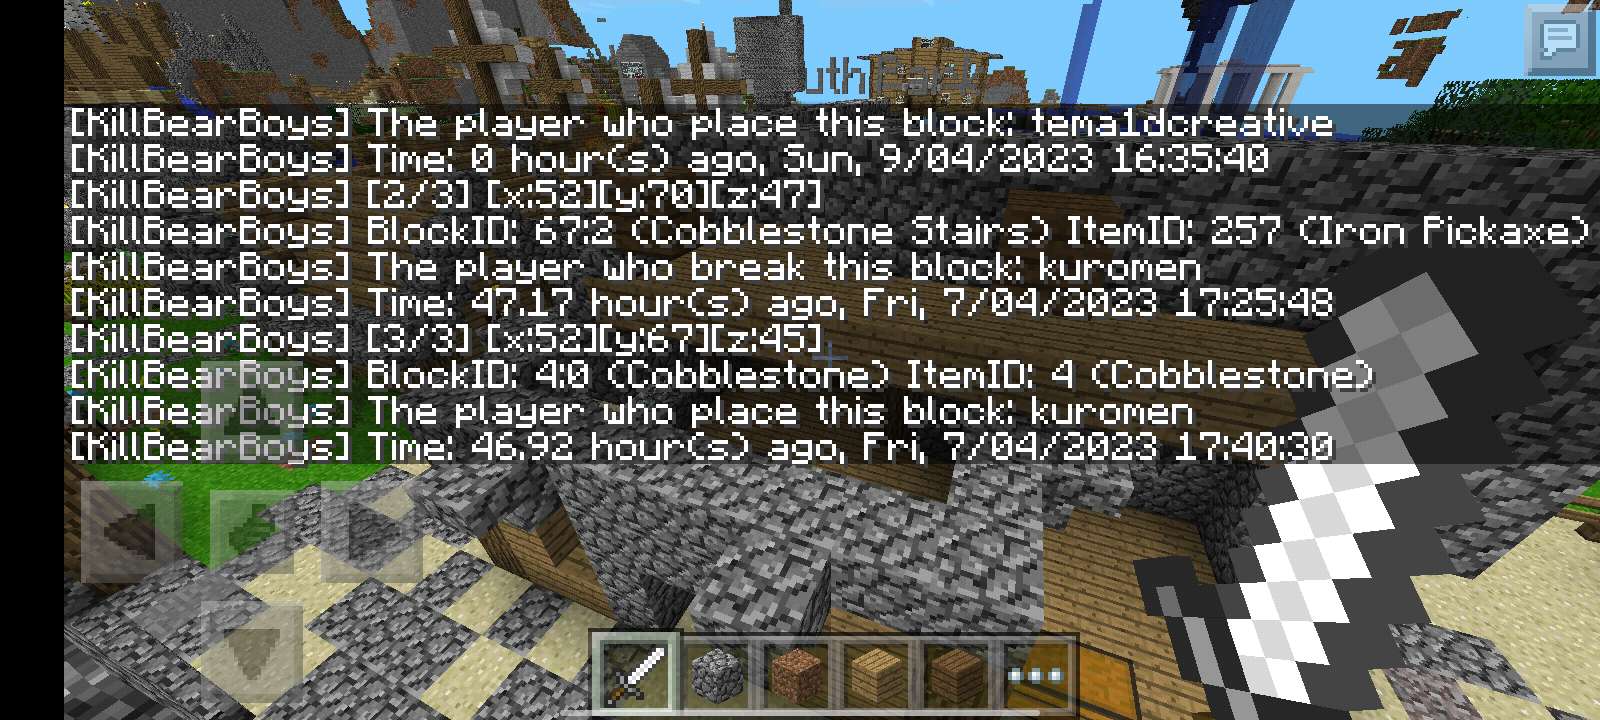 uth
[KillBearBoys] The player who place this block: tema1dcreative
[KillBearBoys] Time: 0 hour(s) ago, Sun, 9/04/2023 16:35:40
[KillBearBoys] [2/3] [x:52][y:70][z:47]
[KillBearBoys] BlockID: 67:2 (Cobblestone Stairs) ItemID: 257 (Iron Pickaxe)
[KillBearBoys] The player who break this block: kuromen
[KillBearBoys] Time: 47.17 hour(s) ago, Fri, 7/04/2023 17:25:48
[KillBearBoys] [3/3] [x:52][y:67][z:45]
[KillBearBoys] BlockID: 4:0 (Cobblestone) ItemID: 4 (Cobblestone)
[KillBearBoys] The player who place this block: kuromen
[KillBearBoys] Time: 46.92 hour(s) ago, Fri, 7/04/2023 17:40:30